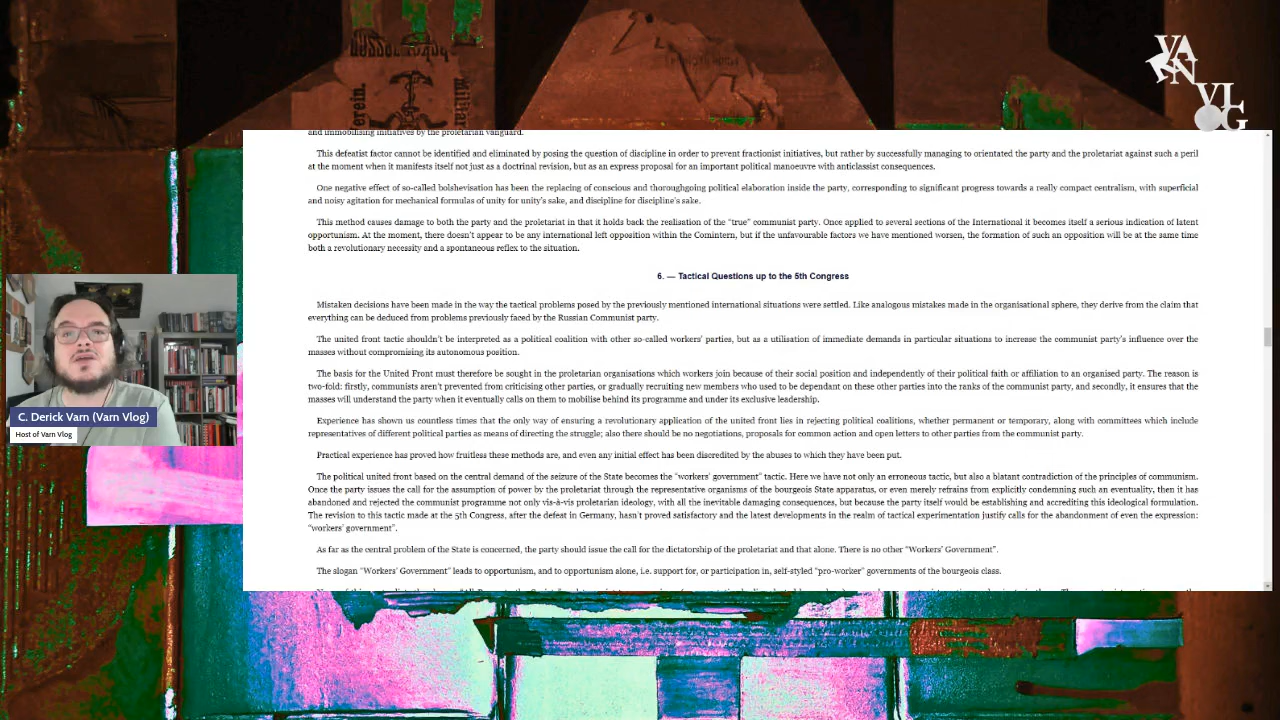 VARN VLOG
and immobilising initiatives by the proletarian vanguard.
This defeatist factor cannot be identified and eliminated by posing the question of discipline in order to prevent fractionist initiatives, but rather by successfully managing to orientated the party and the proletariat against such a peril
at the moment when it manifests itself not just as a doctrinal revision, but as an express proposal for an important political manoeuvre with anticlassist consequences.
One negative effect of so-called bolshevisation has been the replacing of conscious and thoroughgoing political elaboration inside the party, corresponding to significant progress towards a really compact centralism, with superficial
and noisy agitation for mechanical formulas of unity for unity's sake, and discipline for discipline's sake.
This method causes damage to both the party and the proletariat in that it holds back the realisation of the "true" communist party. Once applied to several sections of the International it becomes itself a serious indication of latent
opportunism. At the moment, there doesn't appear to be any international left opposition within the Comintern, but if the unfavourable factors we have mentioned worsen, the formation of such an opposition will be at the same time
both a revolutionary necessity and a spontaneous reflex to the situation.
6. — Tactical Questions up to the 5th Congress
Mistaken decisions have been made in the way the tactical problems posed by the previously mentioned international situations were settled. Like analogous mistakes made in the organisational sphere, they derive from the claim that
everything can be deduced from problems previously faced by the Russian Communist party.
The united front tactic shouldn't be interpreted as a political coalition with other so-called workers' parties, but as a utilisation of immediate demands in particular situations to increase the communist party's influence over the
masses without compromising its autonomous position.
The basis for the United Front must therefore be sought in the proletarian organisations which workers join because of their social position and independently of their political faith or affiliation to an organised party. The reason is
two-fold: firstly, communists aren't prevented from criticising other parties, or gradually recruiting new members who used to be dependant on these other parties into the ranks of the communist party, and secondly, it ensures that the
masses will understand the party when it eventually calls on them to mobilise behind its programme and under its exclusive leadership.
Experience has shown us countless times that the only way of ensuring a revolutionary application of the united front lies in rejecting political coalitions, whether permanent or temporary, along with committees which include
representatives of different political parties as means of directing the struggle; also there should be no negotiations, proposals for common action and open letters to other parties from the communist party.
Practical experience has proved how fruitless these methods are, and even any initial effect has been discredited by the abuses to which they have been put.
The political united front based on the central demand of the seizure of the State becomes the "workers' government" tactic. Here we have not only an erroneous tactic, but also a blatant contradiction of the principles of communism.
Once the party issues the call for the assumption of power by the proletariat through the representative organisms of the bourgeois State apparatus, or even merely refrains from explicitly condemning such an eventuality, then it has
abandoned and rejected the communist programme not only vis-à-vis proletarian ideology, with all the inevitable damaging consequences, but because the party itself would be establishing and accrediting this ideological formulation.
The revision to this tactic made at the 5th Congress, after the defeat in Germany, hasn't proved satisfactory and the latest developments in the realm of tactical experimentation justify calls for the abandonment of even the expression:
"workers' government".
As far as the central problem of the State is concerned, the party should issue the call for the dictatorship of the proletariat and that alone. There is no other "Workers' Government".
The slogan "Workers' Government" leads to opportunism, and to opportunism alone, i.e. support for, or participation in, self-styled "pro-worker" governments of the bourgeois class.
C. Derick Varn (Varn Vlog)
Host of Varn Vlog